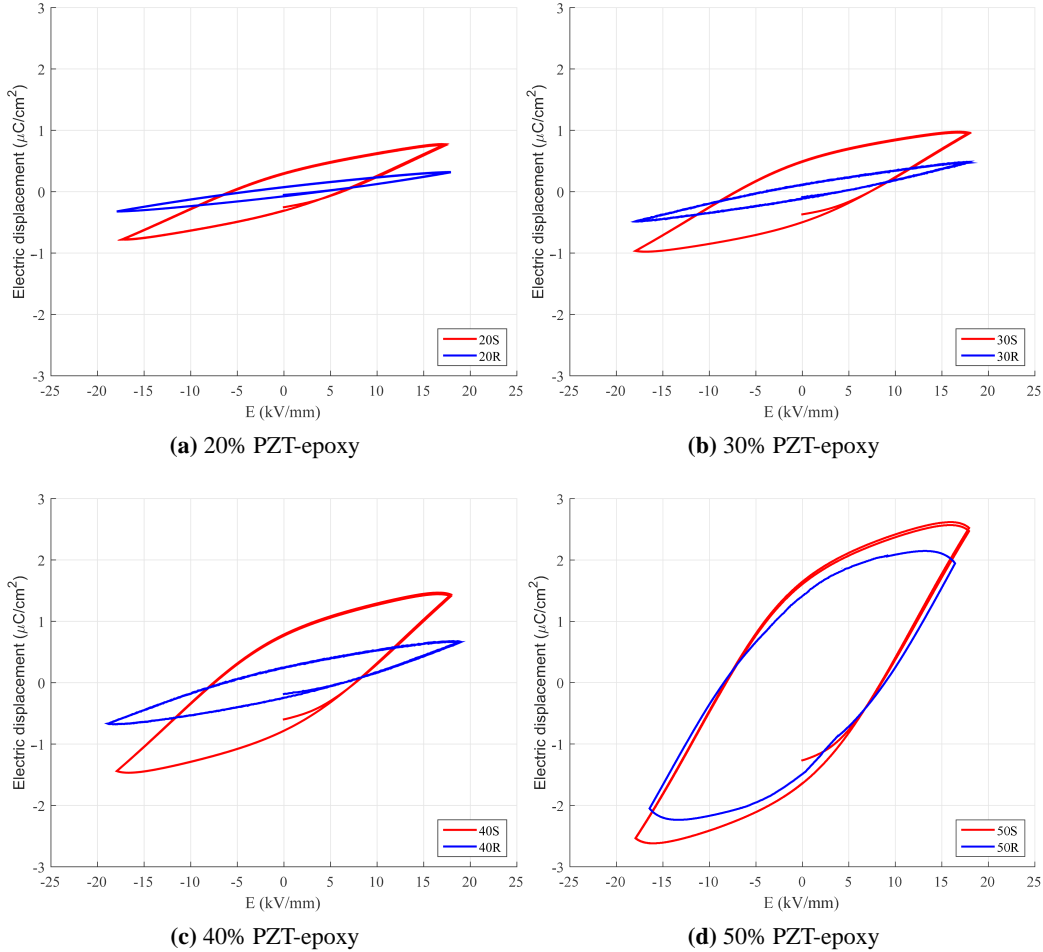 3
2
1
0
-1
-2
-3
Electric displacement (μC/cm²)
-25 -20 -15 -10 -5 0 5 10 15 20 25
E (kV/mm)
20S
20R
(a) 20% PZT-epoxy
3
2
1
0
-1
-2
-3
Electric displacement (μC/cm²)
-25 -20 -15 -10 -5 0 5 10 15 20 25
E (kV/mm)
30S
30R
(b) 30% PZT-epoxy
3
2
1
0
-1
-2
-3
Electric displacement (μC/cm²)
-25 -20 -15 -10 -5 0 5 10 15 20 25
E (kV/mm)
40S
40R
(c) 40% PZT-epoxy
3
2
1
0
-1
-2
-3
Electric displacement (μC/cm²)
-25 -20 -15 -10 -5 0 5 10 15 20 25
E (kV/mm)
50S
50R
(d) 50% PZT-epoxy